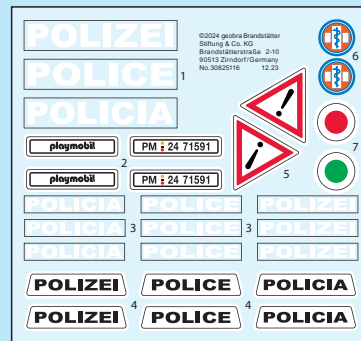 POLIZEI
POLICE
POLICIA
1
©2024 geobra Brandstätter
Stiftung & Co. KG
Brandstätterstraße 2-10
90513 Zirndorf/Germany
No.30825116 12.23
6
!
!
5
7
playmobil PM 24 71591
2
playmobil PM 24 71591
POLICIA POLICE POLIZEI
POLICIA 3 POLICE 3 POLIZEI
POLICIA POLICE POLIZEI
POLIZEI POLICE POLICIA
4 4
POLIZEI POLICE POLICIA